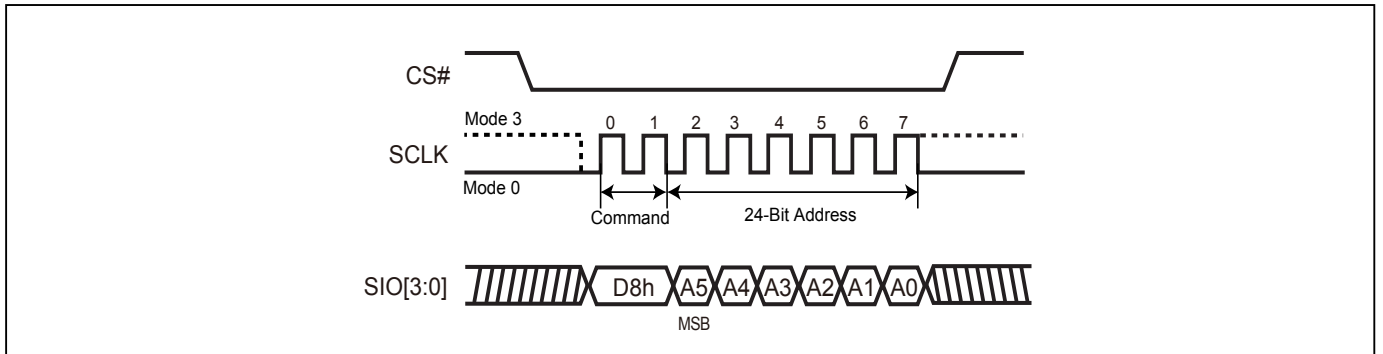 CS#
Mode 3
0 1 2 3 4 5 6 7
SCLK
Mode 0
Command
24-Bit Address
SIO[3:0]
D8h A5 A4 A3 A2 A1 A0
MSB